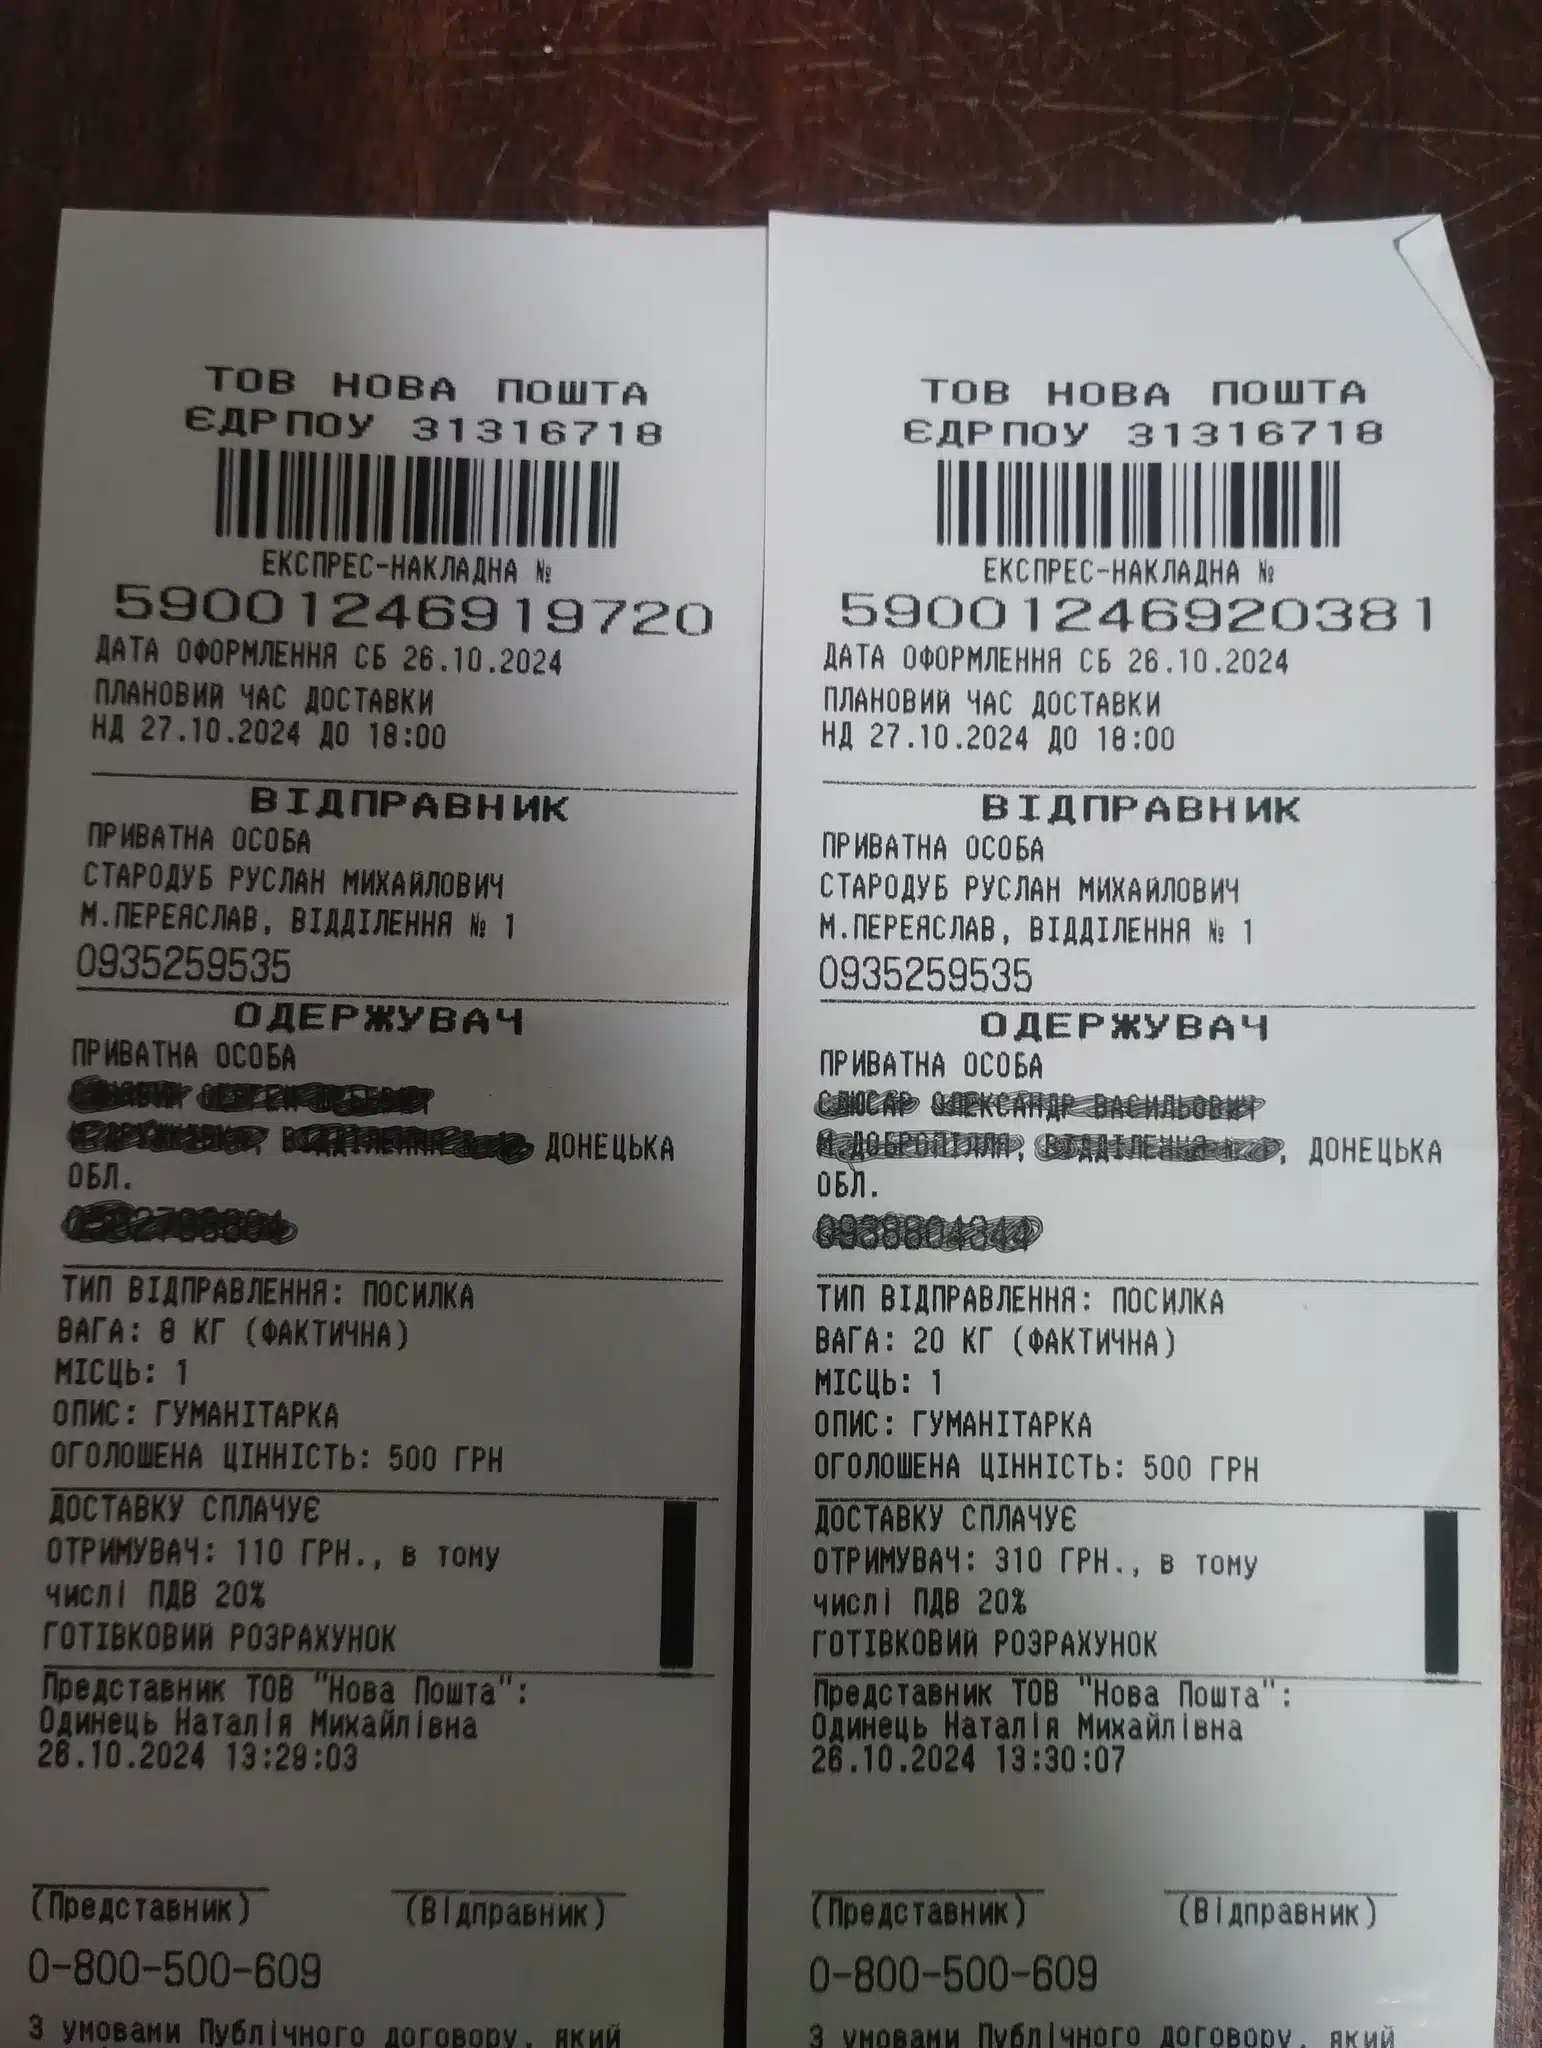 ТОВ НОВА ПОШТА
ЄДРПОУ 31316718
ЕКСПРЕС-НАКЛАДНА №
59001246919720
ДАТА ОФОРМЛЕННЯ СБ 26.10.2024
ПЛАНОВИЙ ЧАС ДОСТАВКИ
НД 27.10.2024 ДО 18:00
ВІДПРАВНИК
ПРИВАТНА ОСОБА
СТАРОДУБ РУСЛАН МИХАЙЛОВИЧ
М.ПЕРЕЯСЛАВ, ВІДДІЛЕННЯ № 1
0935259535
ОДЕРЖУВАЧ
ПРИВАТНА ОСОБА
ДОНЕЦЬКА
ОБЛ.
ТИП ВІДПРАВЛЕННЯ: ПОСИЛКА
ВАГА: 8 КГ (ФАКТИЧНА)
МІСЦЬ: 1
ОПИС: ГУМАНІТАРКА
ОГОЛОШЕНА ЦІННІСТЬ: 500 ГРН
ДОСТАВКУ СПЛАЧУЄ
ОТРИМУВАЧ: 110 ГРН., в тому
числі ПДВ 20%
ГОТІВКОВИЙ РОЗРАХУНОК
Представник ТОВ "Нова Пошта":
Одинець Наталія Михайлівна
26.10.2024 13:29:03
(Представник) (Відправник)
0-800-500-609
З умовами Публічного договору, який
ТОВ НОВА ПОШТА
ЄДРПОУ 31316718
ЕКСПРЕС-НАКЛАДНА №
59001246920381
ДАТА ОФОРМЛЕННЯ СБ 26.10.2024
ПЛАНОВИЙ ЧАС ДОСТАВКИ
НД 27.10.2024 ДО 18:00
ВІДПРАВНИК
ПРИВАТНА ОСОБА
СТАРОДУБ РУСЛАН МИХАЙЛОВИЧ
М.ПЕРЕЯСЛАВ, ВІДДІЛЕННЯ № 1
0935259535
ОДЕРЖУВАЧ
ПРИВАТНА ОСОБА
ДОНЕЦЬКА
ОБЛ.
ТИП ВІДПРАВЛЕННЯ: ПОСИЛКА
ВАГА: 20 КГ (ФАКТИЧНА)
МІСЦЬ: 1
ОПИС: ГУМАНІТАРКА
ОГОЛОШЕНА ЦІННІСТЬ: 500 ГРН
ДОСТАВКУ СПЛАЧУЄ
ОТРИМУВАЧ: 310 ГРН., в тому
числі ПДВ 20%
ГОТІВКОВИЙ РОЗРАХУНОК
Представник ТОВ "Нова Пошта":
Одинець Наталія Михайлівна
26.10.2024 13:30:07
(Представник) (Відправник)
0-800-500-609
З умовами Публічного договору, який